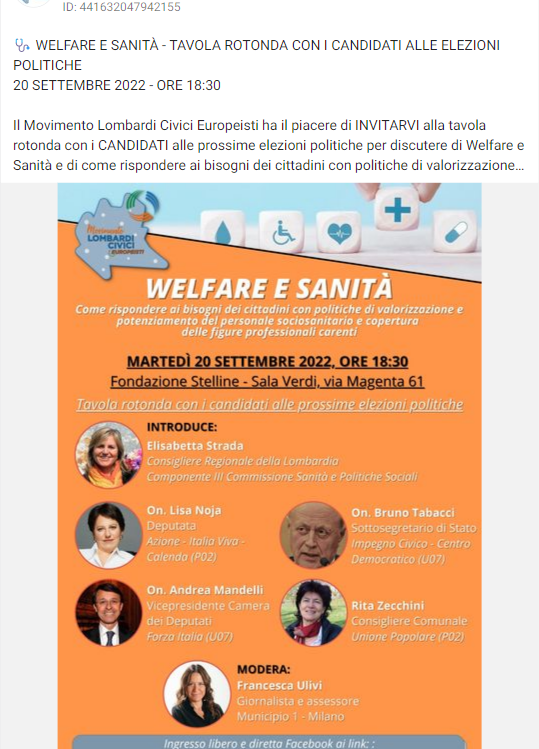 ID: 441632047942155
WELFARE E SANITÀ - TAVOLA ROTONDA CON I CANDIDATI ALLE ELEZIONI
POLITICHE
20 SETTEMBRE 2022 - ORE 18:30
Il Movimento Lombardi Civici Europeisti ha il piacere di INVITARVI alla tavola
rotonda con i CANDIDATI alle prossime elezioni politiche per discutere di Welfare e
Sanità e di come rispondere ai bisogni dei cittadini con politiche di valorizzazione...
Movimento
LOMBARDI
CIVICI
EUROPEISTI
WELFARE E SANITÀ
Come rispondere ai bisogni dei cittadini con politiche di valorizzazione e
potenziamento del personale sociosanitario e copertura
delle figure professionali carenti
MARTEDÌ 20 SETTEMBRE 2022, ORE 18:30
Fondazione Stelline - Sala Verdi, via Magenta 61
Tavola rotonda con i candidati alle prossime elezioni politiche
INTRODUCE:
Elisabetta Strada
Consigliere Regionale della Lombardia
Componente III Commissione Sanità e Politiche Sociali
On. Lisa Noja
Deputata
Azione - Italia Viva -
Calenda (P02)
On. Bruno Tabacci
Sottosegretario di Stato
Impegno Civico - Centro
Democratico (U07)
On. Andrea Mandelli
Vicepresidente Camera
dei Deputati
Forza Italia (U07)
Rita Zecchini
Consigliere Comunale
Unione Popolare (P02)
MODERA:
Francesca Ulivi
Giornalista e assessore
Municipio 1 - Milano
Ingresso libero e diretta Facebook al link: :